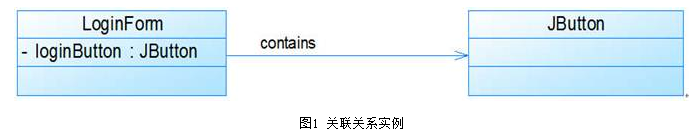 LoginForm
- loginButton : JButton
contains
JButton
图1 关联关系实例